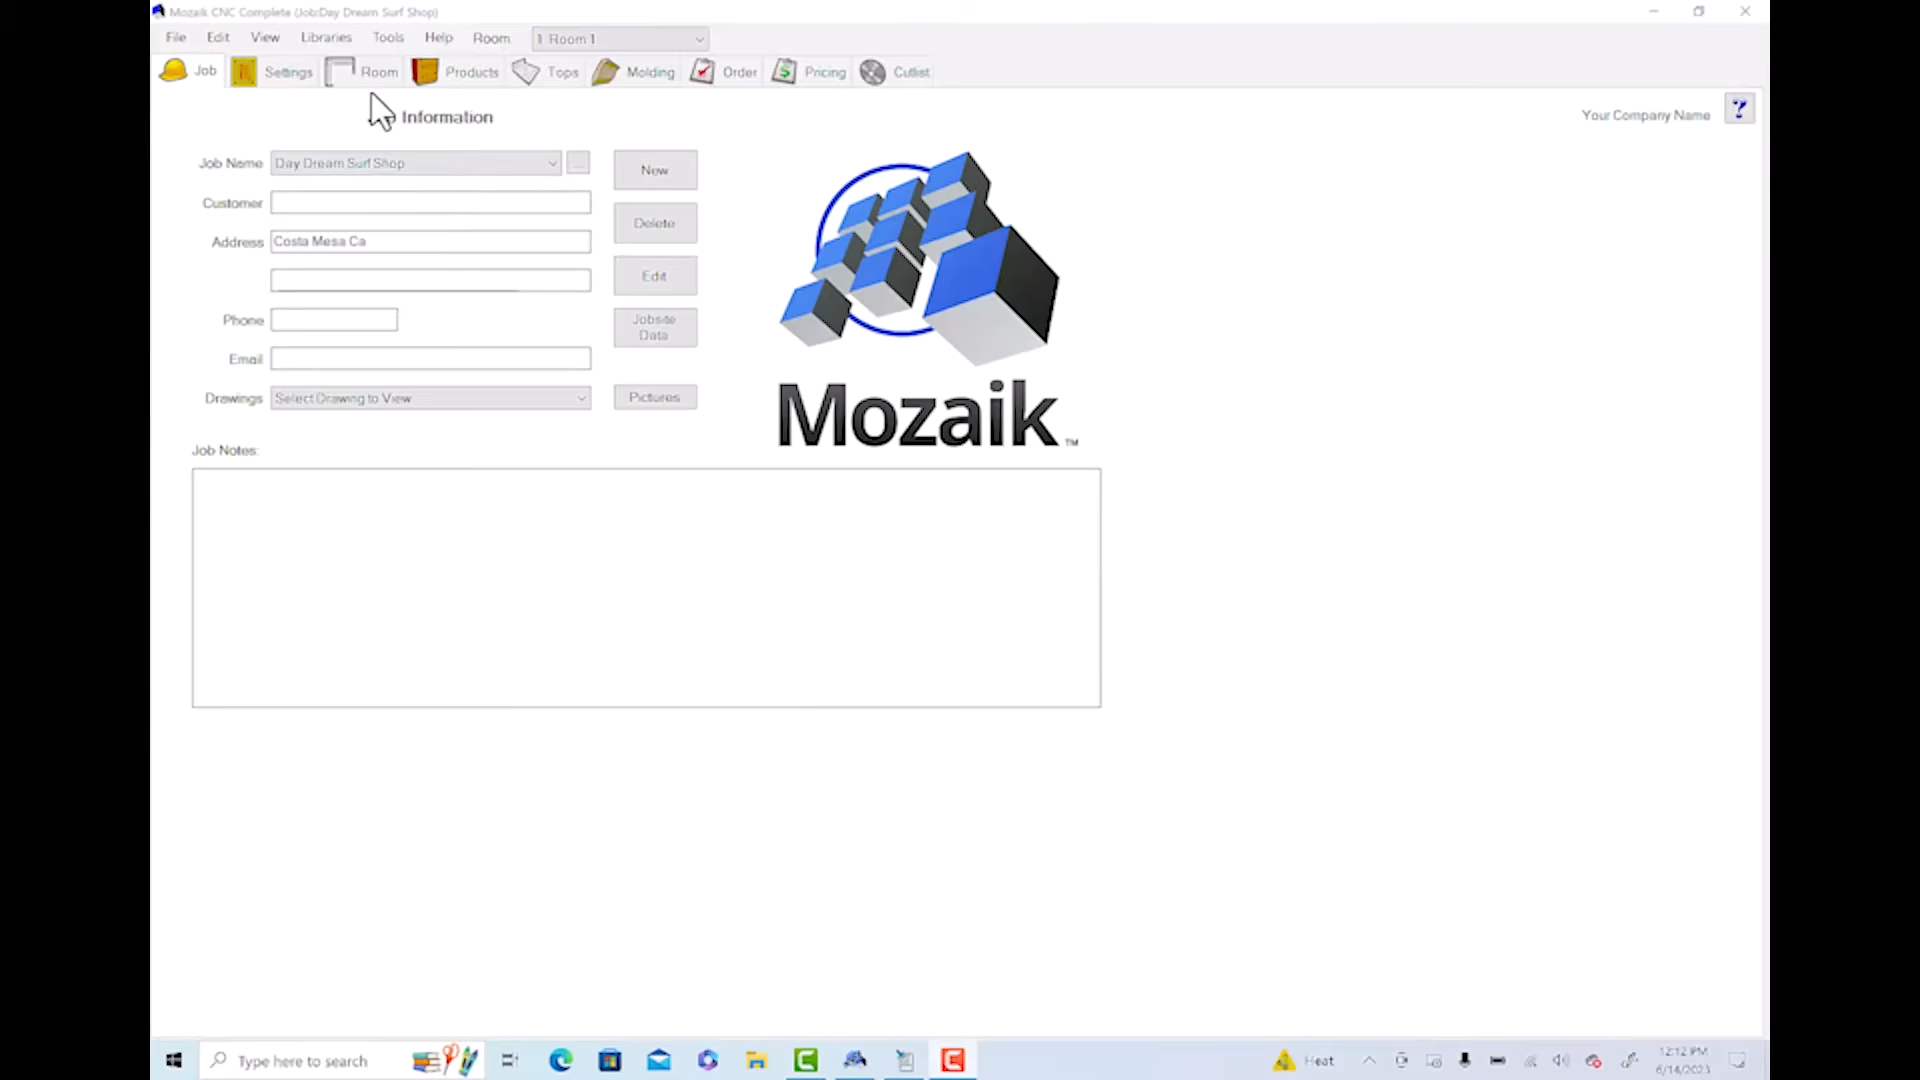 Mozaik CNC Complete (Job:Day Dream Surf Shop)
File Edit View Libraries Tools Help Room 1 Room 1
Job Settings Room Products Tops Molding Order Pricing Cutlist
Information
Your Company Name
?
Job Name Day Dream Surf Shop ... New
Customer
Delete
Address Costa Mesa Ca
Edit
Phone
Jobsite
Data
Email
Drawings Select Drawing to View Pictures
Mozaik TM
Job Notes:
Type here to search
Heat
12:12 PM
6/14/2023